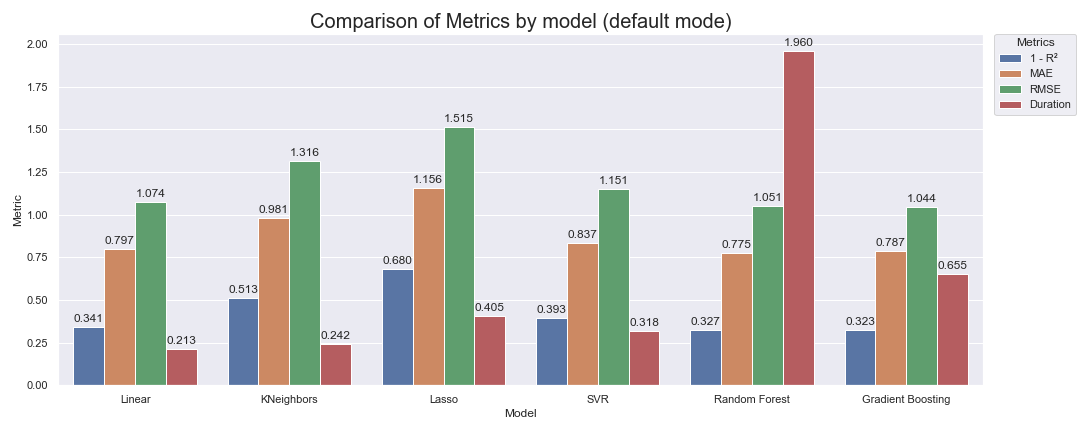 Comparison of Metrics by model (default mode)
Metrics
1 - R²
MAE
RMSE
Duration
Metric
2.00
1.75
1.50
1.25
1.00
0.75
0.50
0.25
0.00
0.341
0.797
1.074
0.213
0.513
0.981
1.316
0.242
0.680
1.156
1.515
0.405
0.393
0.837
1.151
0.318
0.327
0.775
1.051
1.960
0.323
0.787
1.044
0.655
Linear
KNeighbors
Lasso
SVR
Random Forest
Gradient Boosting
Model